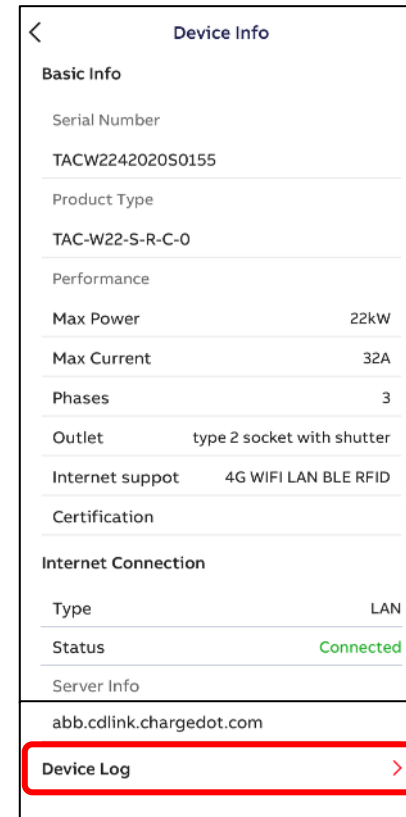 Device Info
Basic Info
Serial Number
TACW2242020S0155
Product Type
TAC-W22-S-R-C-0
Performance
Max Power 22kW
Max Current 32A
Phases 3
Outlet type 2 socket with shutter
Internet suppot 4G WIFI LAN BLE RFID
Certification
Internet Connection
Type LAN
Status Connected
Server Info
abb.cdlink.chargedot.com
Device Log